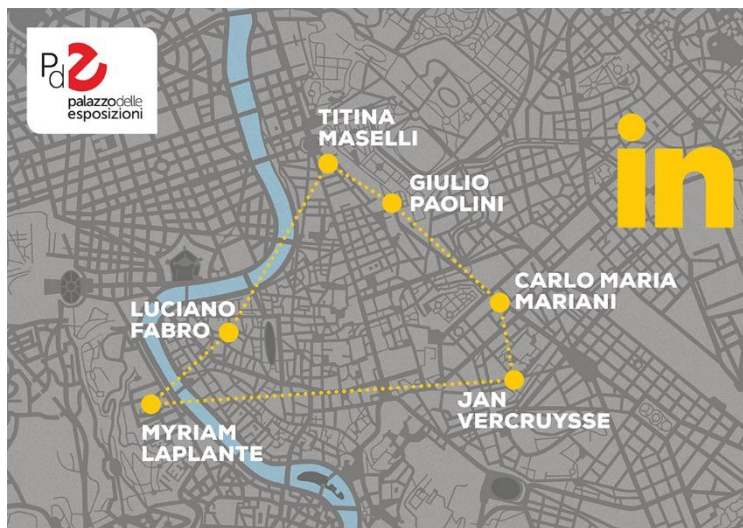 Pd
palazzodelle
esposizioni
TITINA
MASELLI
GIULIO
PAOLINI
in
CARLO MARIA
MARIANI
LUCIANO
FABRO
JAN
VERCRUYSSE
MYRIAM
LAPLANTE